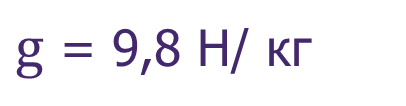 g = 9,8 Н/ кг